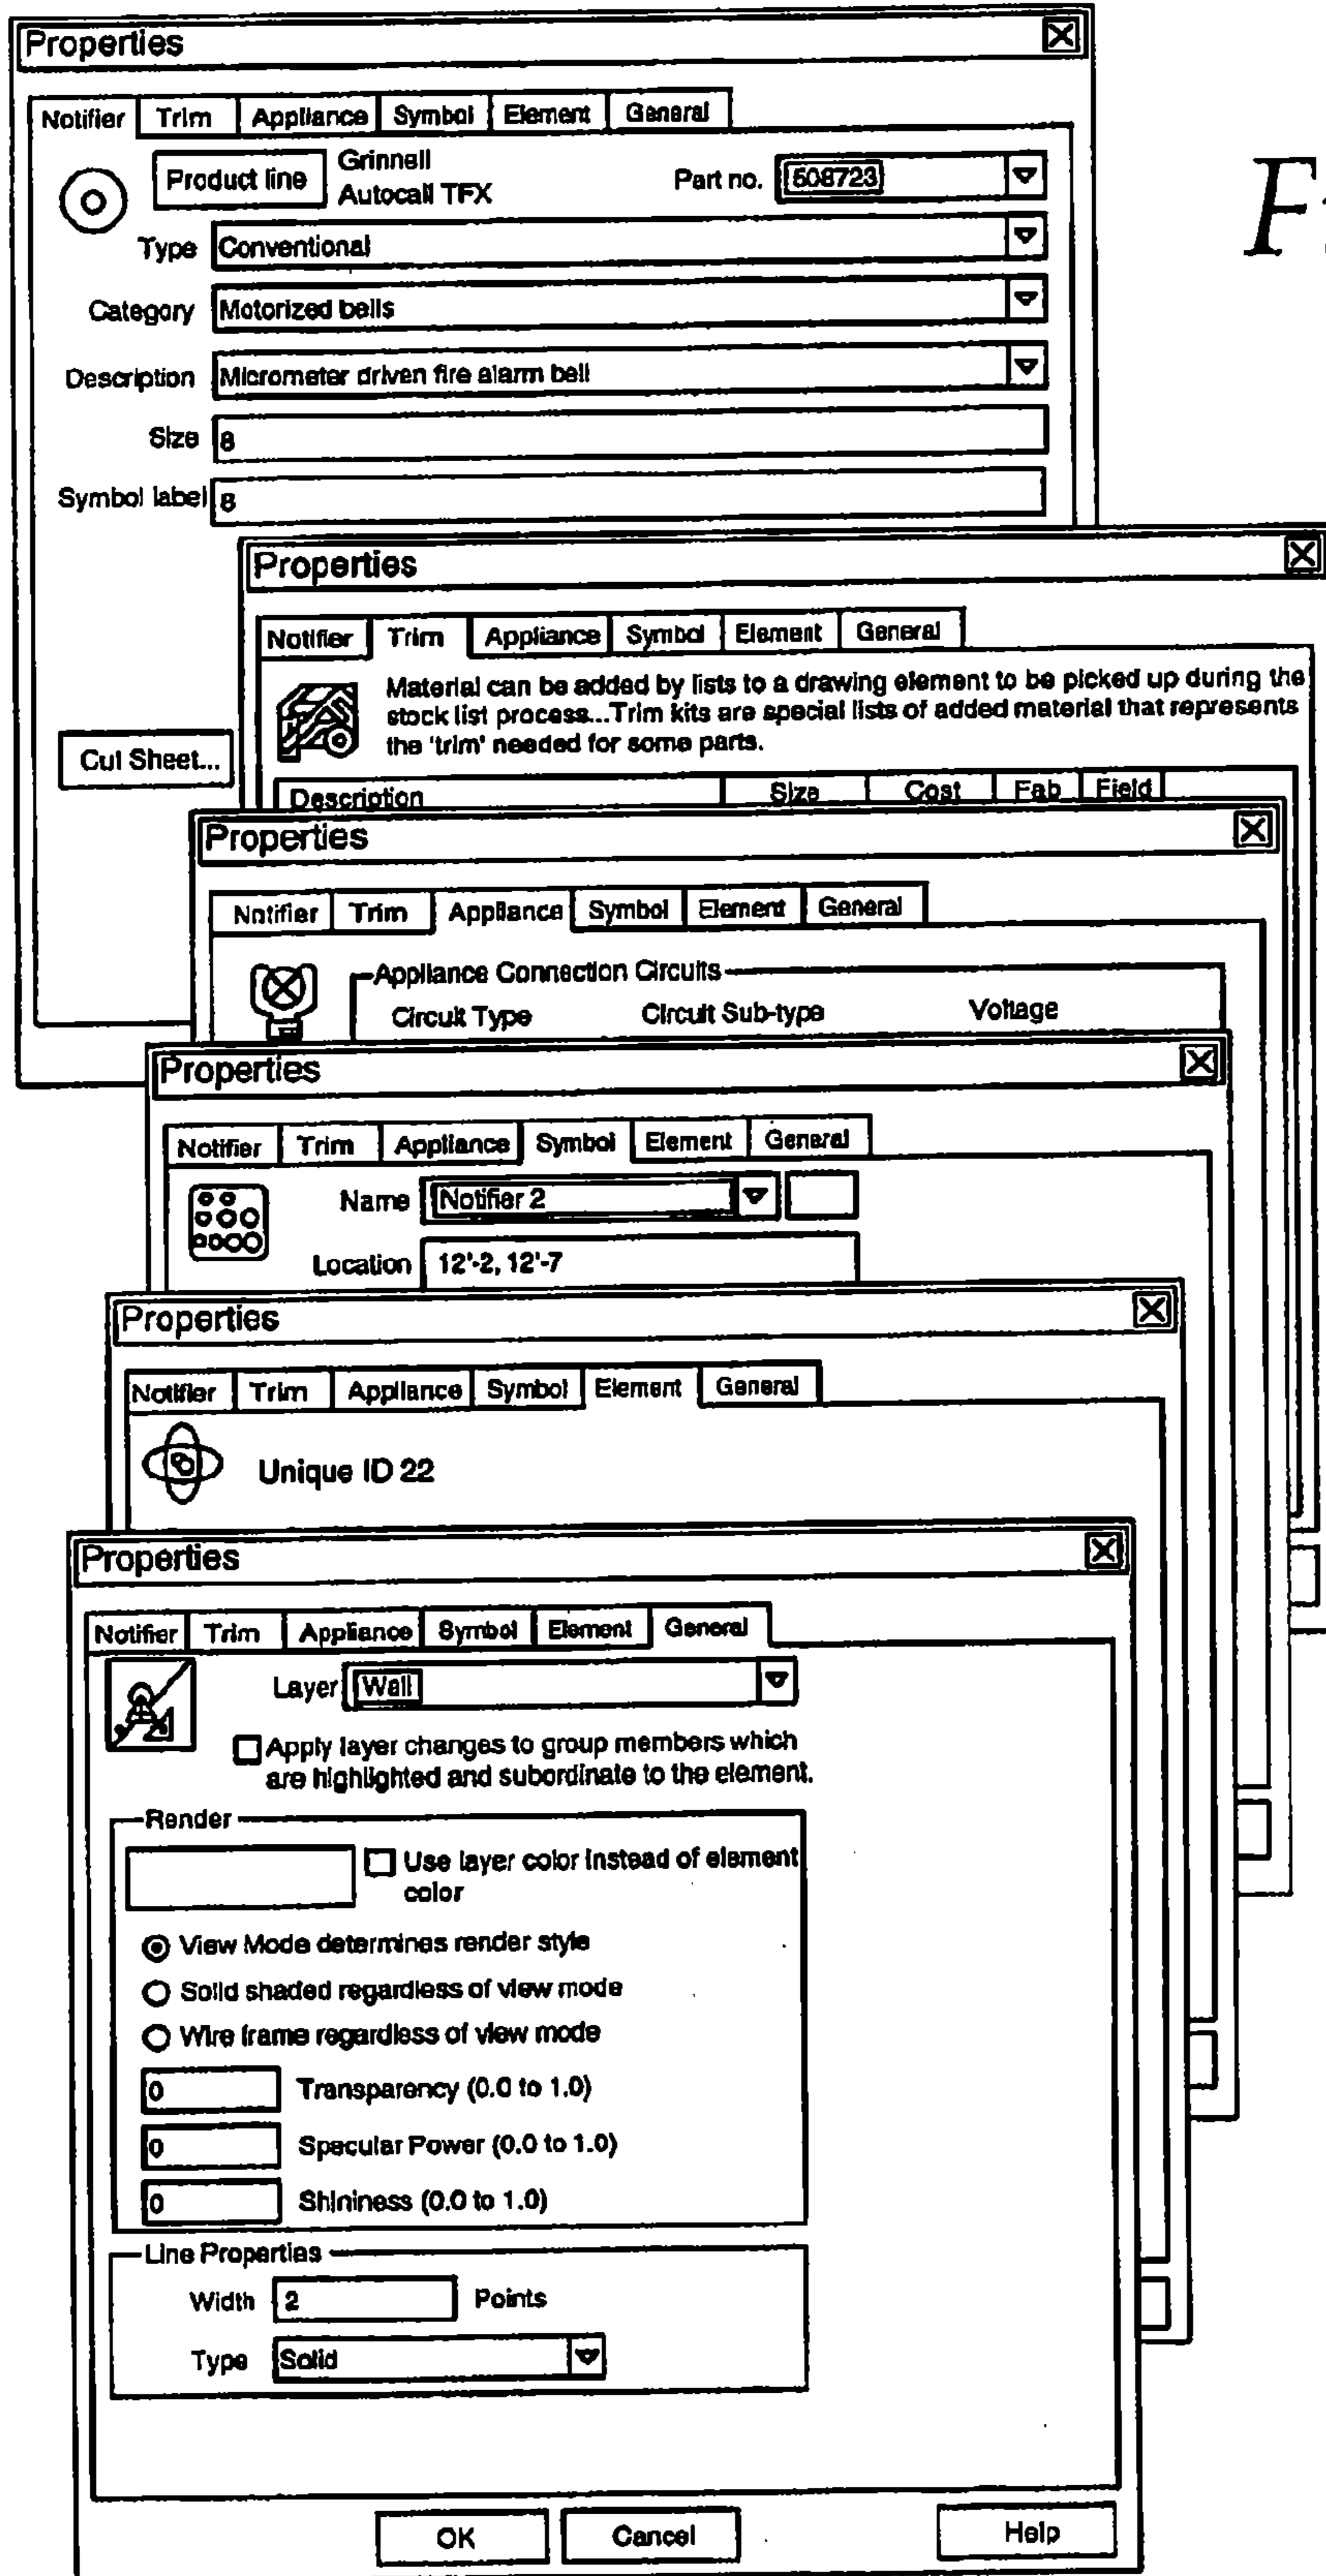 Properties
Notifier Trim Appliance Symbol Element General
Product line Grinnell
Autocall TFX
Part no. 508723
Type Conventional
Category Motorized bells
Description Micrometer driven fire alarm bell
Size 8
Symbol label 8
Cut Sheet...
Properties
Notifier Trim Appliance Symbol Element General
Material can be added by lists to a drawing element to be picked up during the
stock list process...Trim kits are special lists of added material that represents
the 'trim' needed for some parts.
Description Size Cost Fab Field
Properties
Notifier Trim Appliance Symbol Element General
Appliance Connection Circuits
Circuit Type Circuit Sub-type Voltage
Properties
Notifier Trim Appliance Symbol Element General
Name Notifier 2
Location 12'-2, 12'-7
Properties
Notifier Trim Appliance Symbol Element General
Unique ID 22
Properties
Notifier Trim Appliance Symbol Element General
Layer Wall
Apply layer changes to group members which
are highlighted and subordinate to the element.
Render
Use layer color instead of element
color
View Mode determines render style
Solid shaded regardless of view mode
Wire frame regardless of view mode
0 Transparency (0.0 to 1.0)
0 Specular Power (0.0 to 1.0)
0 Shininess (0.0 to 1.0)
Line Properties
Width 2 Points
Type Solid
OK Cancel Help